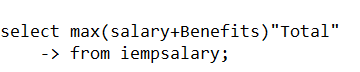 select max(salary+Benefits)"Total"
-> from iempsalary;